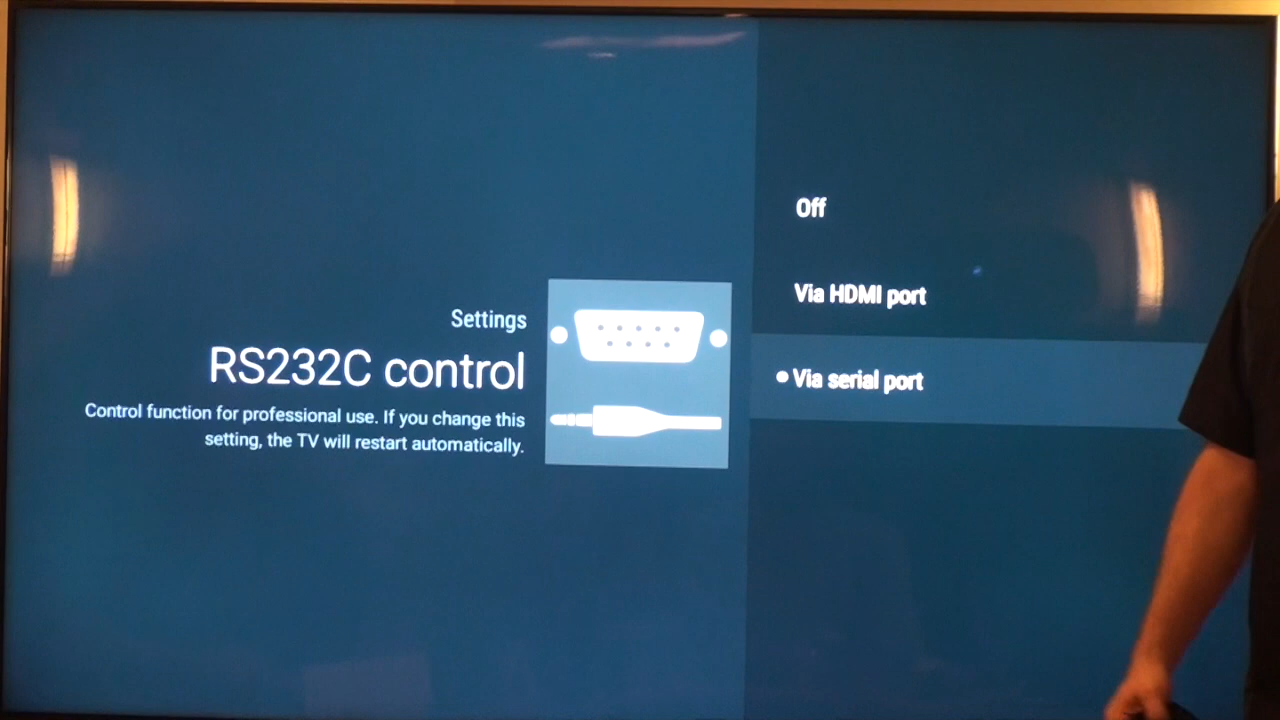 Settings
RS232C control
Control function for professional use. If you change this
setting, the TV will restart automatically.
Off
Via HDMI port
Via serial port